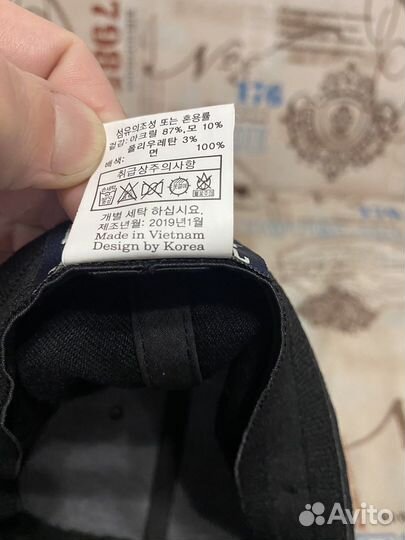 섬유의조성 또는 혼용률
겉감: 아크릴 87%, 모 10%
폴리우레탄 3%
배색: 면 100%
취급상주의사항
개별 세탁 하십시요.
제조년월: 2019년1월
Made in Vietnam
Design by Korea
1798
176
Avito